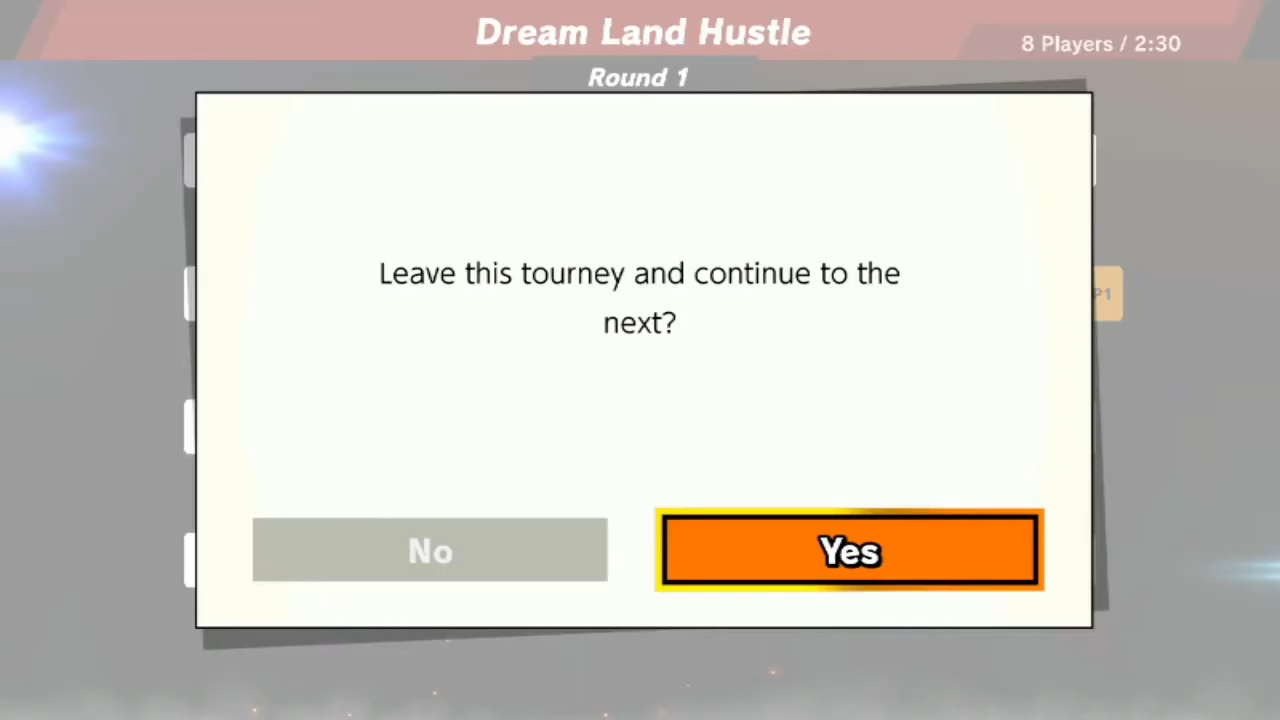 Dream Land Hustle
8 Players / 2:30
Round 1
Leave this tourney and continue to the
next?
P1
No
Yes